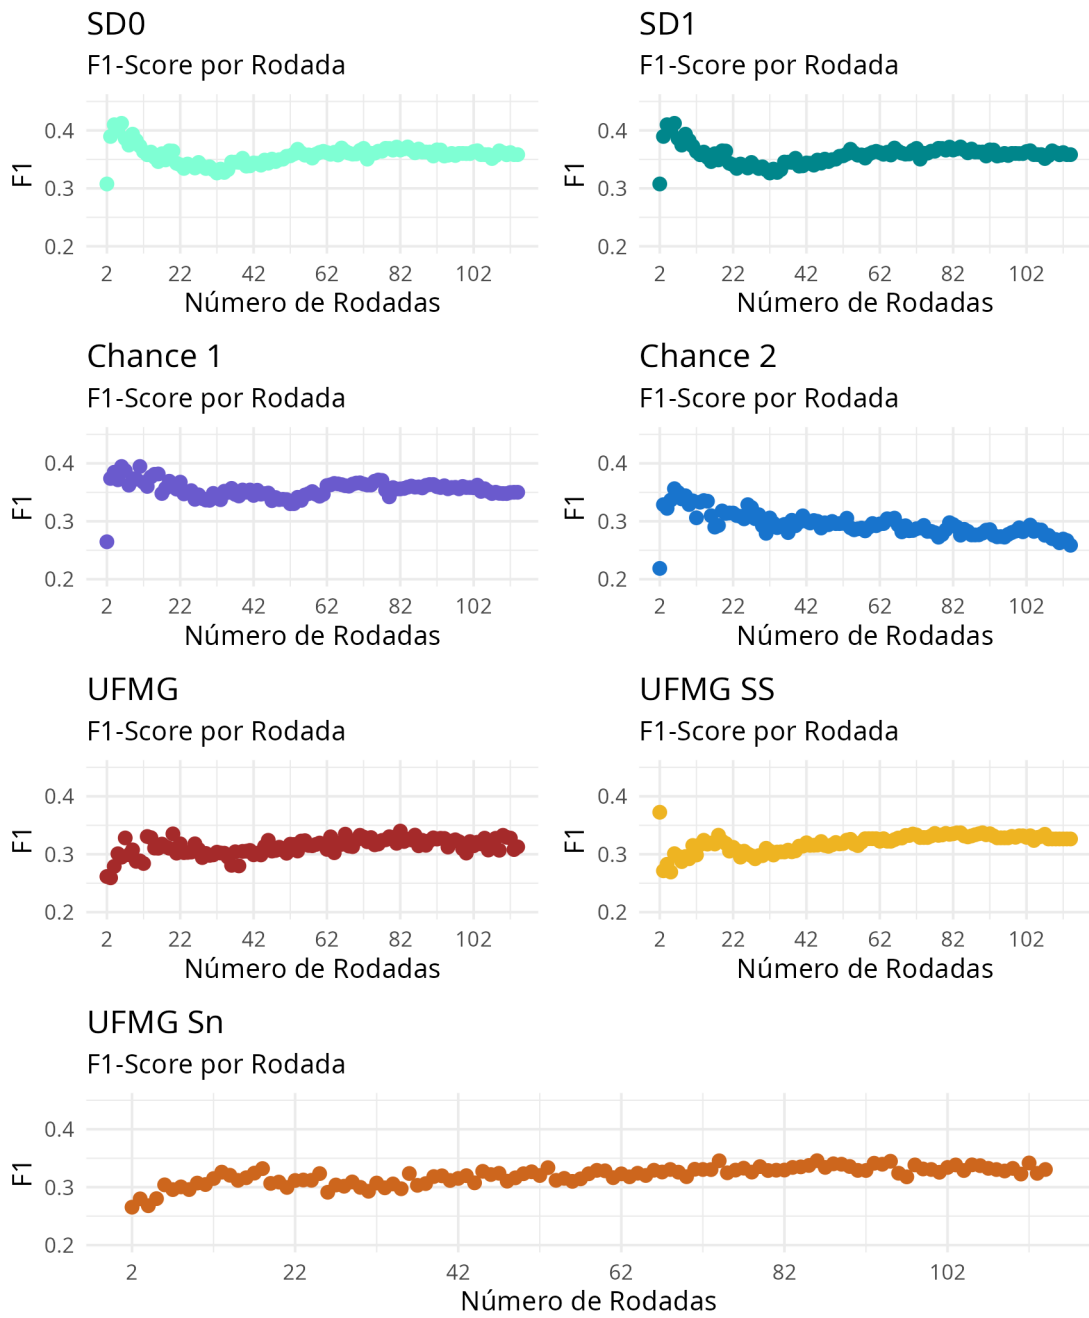 SD0
F1-Score por Rodada
F1
0.4
0.3
0.2
2 22 42 62 82 102
Número de Rodadas
SD1
F1-Score por Rodada
F1
0.4
0.3
0.2
2 22 42 62 82 102
Número de Rodadas
Chance 1
F1-Score por Rodada
F1
0.4
0.3
0.2
2 22 42 62 82 102
Número de Rodadas
Chance 2
F1-Score por Rodada
F1
0.4
0.3
0.2
2 22 42 62 82 102
Número de Rodadas
UFMG
F1-Score por Rodada
F1
0.4
0.3
0.2
2 22 42 62 82 102
Número de Rodadas
UFMG SS
F1-Score por Rodada
F1
0.4
0.3
0.2
2 22 42 62 82 102
Número de Rodadas
UFMG Sn
F1-Score por Rodada
F1
0.4
0.3
0.2
2 22 42 62 82 102
Número de Rodadas